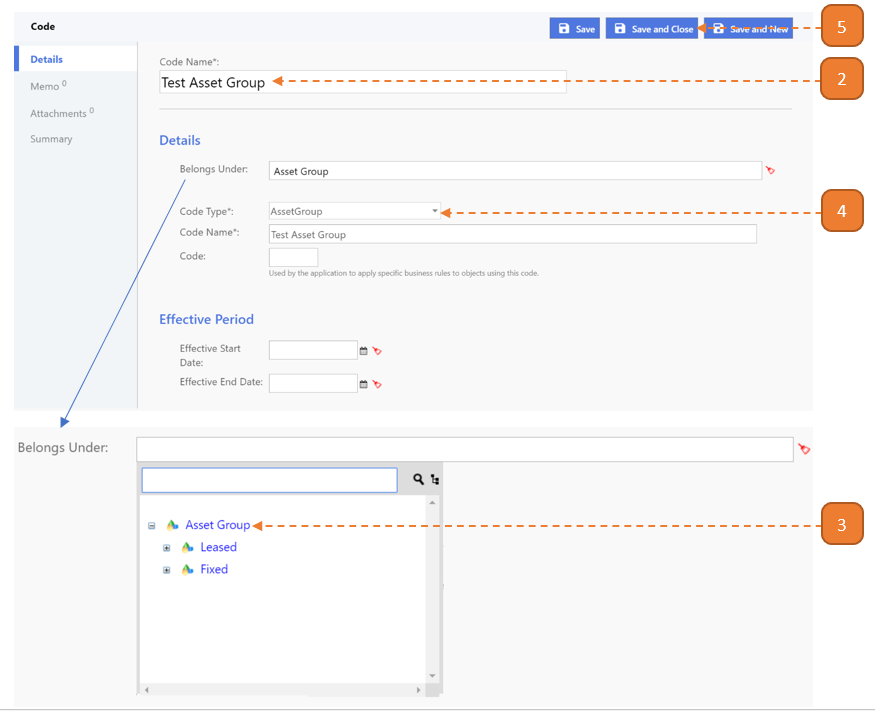 Code
Save
Save and Close
Save and New
5
Details
Memo 0
Attachments 0
Summary
Code Name*:
Test Asset Group
2
Details
Belongs Under:
Asset Group
Code Type*:
AssetGroup
4
Code Name*:
Test Asset Group
Code:
Used by the application to apply specific business rules to objects using this code.
Effective Period
Effective Start
Date:
Effective End Date:
Belongs Under:
Asset Group
3
Leased
Fixed